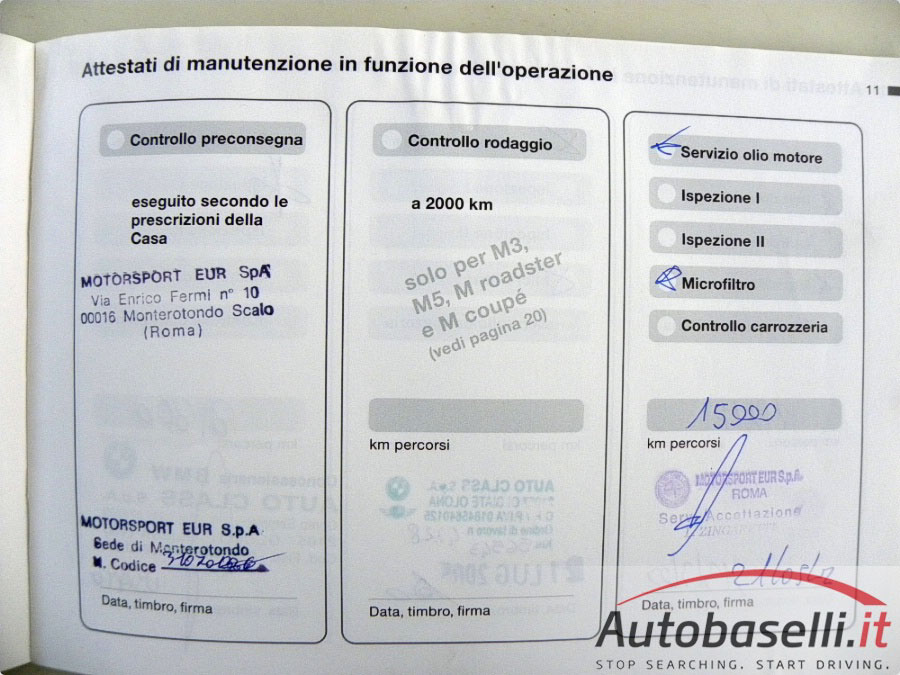 Attestati di manutenzione in funzione dell'operazione
11
Controllo preconsegna
eseguito secondo le
prescrizioni della
Casa
MOTORSPORT EUR SpA
Via Enrico Fermi n° 10
00016 Monterotondo Scalo
(Roma)
MOTORSPORT EUR S.p.A.
Sede di Monterotondo
N. Codice
Data, timbro, firma
Controllo rodaggio
a 2000 km
solo per M3,
M5, M roadster
e M coupé
(vedi pagina 20)
km percorsi
AUTO CLASS S.p.A.
Data, timbro, firma
Servizio olio motore
Ispezione I
Ispezione II
Microfiltro
Controllo carrozzeria
15000
km percorsi
MOTORSPORT EUR S.p.A.
ROMA
Accettazione
Data, timbro, firma
Autobaselli.it
STOP SEARCHING. START DRIVING.